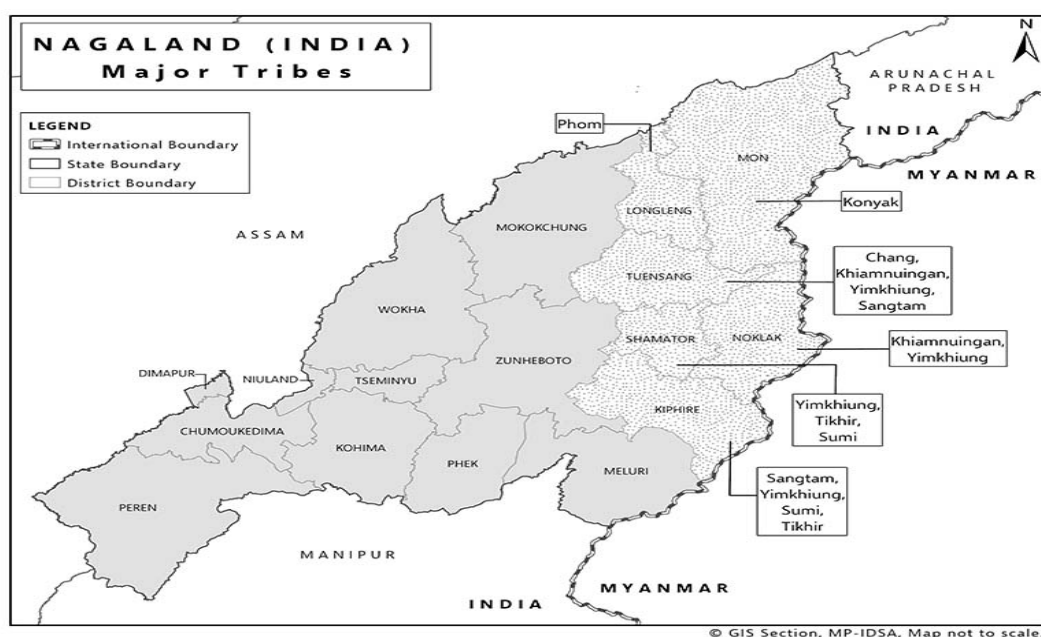 NAGALAND (INDIA)
Major Tribes
N
ARUNACHAL
PRADESH
LEGEND
International Boundary
State Boundary
District Boundary
Phom
INDIA
MON
MYANMAR
Konyak
LONGLENG
ASSAM
MOKOKCHUNG
Chang,
Khiamnuingan,
Yimkhiung,
Sangtam
TUENSANG
WOKHA
SHAMATOR
NOKLAK
Khiamnuingan,
Yimkhiung
ZUNHEBOTO
DIMAPUR
NIULAND
TSEMINYU
KIPHIRE
Yimkhiung,
Tikhir,
Sumi
CHUMOUKEDIMA
KOHIMA
PHEK
MELURI
Sangtam,
Yimkhiung,
Sumi,
Tikhir
PEREN
MANIPUR
MYANMAR
INDIA
© GIS Section, MP-IDSA, Map not to scale